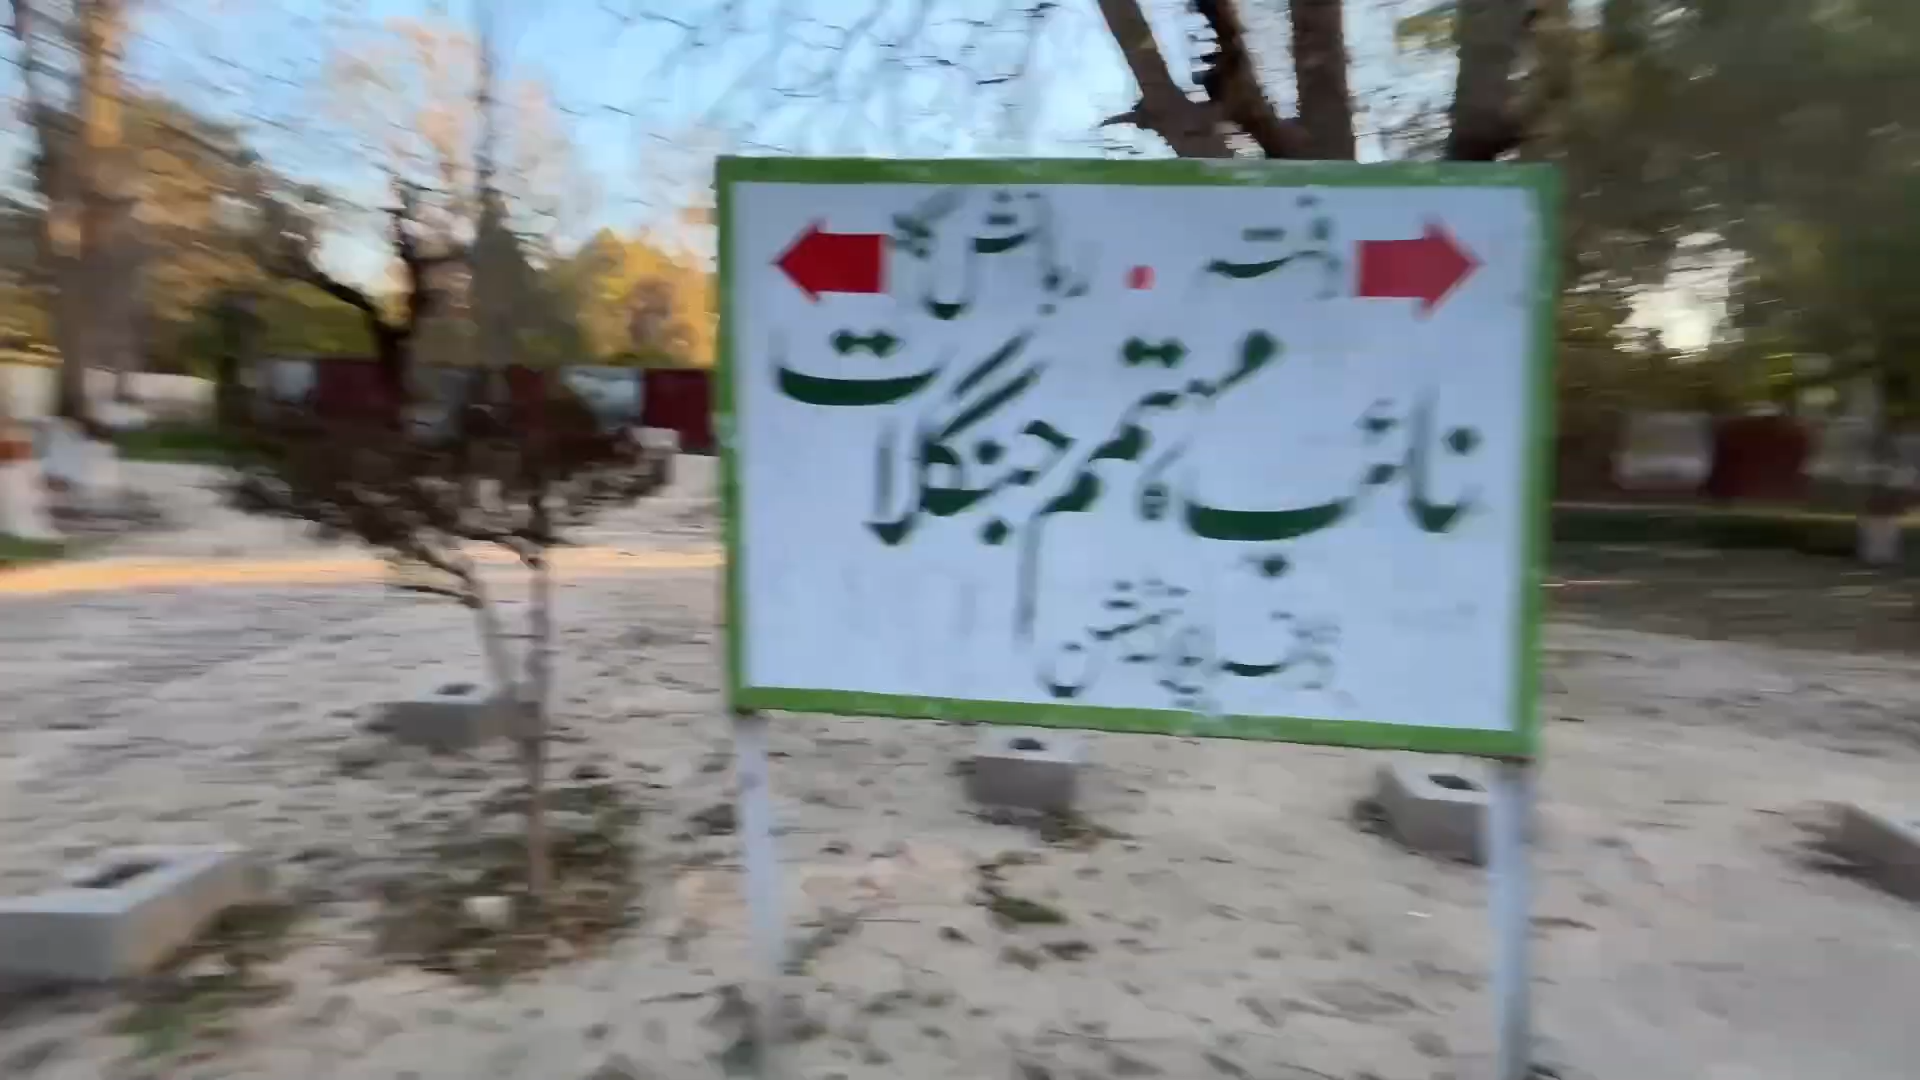 دفتر . رہائش گاہ
نائب مہتمم جنگلات